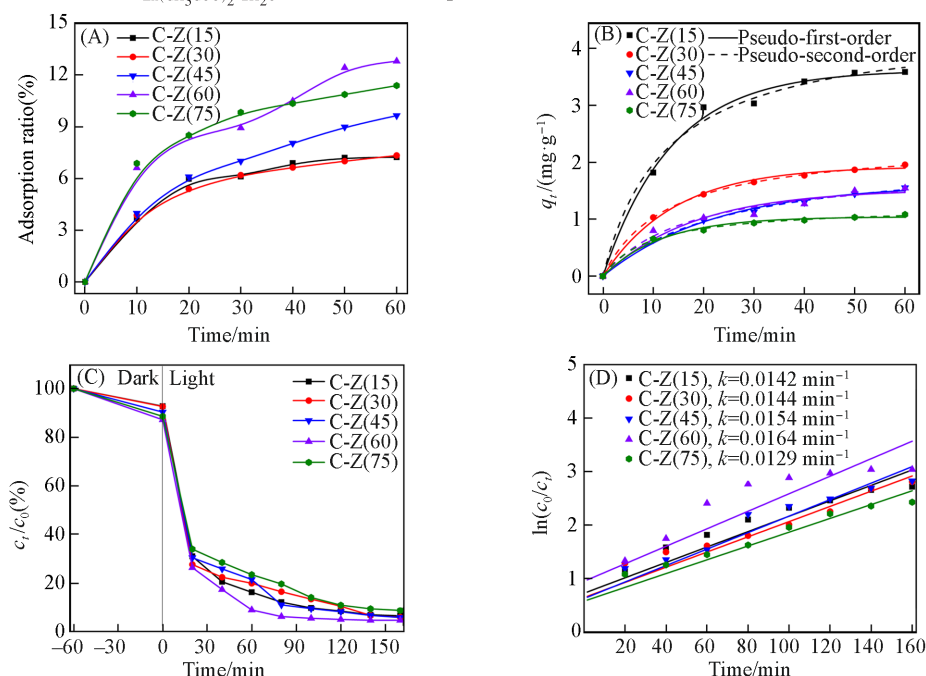 (A)
C-Z(15)
C-Z(30)
C-Z(45)
C-Z(60)
C-Z(75)
Adsorption ratio(%)
15
12
9
6
3
0
0 10 20 30 40 50 60
Time/min
(B)
C-Z(15)
C-Z(30)
C-Z(45)
C-Z(60)
C-Z(75)
Pseudo-first-order
Pseudo-second-order
qt/(mg·g⁻¹)
4
3
2
1
0
0 10 20 30 40 50 60
Time/min
(C)
Dark Light
C-Z(15)
C-Z(30)
C-Z(45)
C-Z(60)
C-Z(75)
ct/c0(%)
100
80
60
40
20
0
−60 −30 0 30 60 90 120 150
Time/min
(D)
C-Z(15), k=0.0142 min⁻¹
C-Z(30), k=0.0144 min⁻¹
C-Z(45), k=0.0154 min⁻¹
C-Z(60), k=0.0164 min⁻¹
C-Z(75), k=0.0129 min⁻¹
ln(c0/ct)
5
4
3
2
1
0
20 40 60 80 100 120 140 160
Time/min